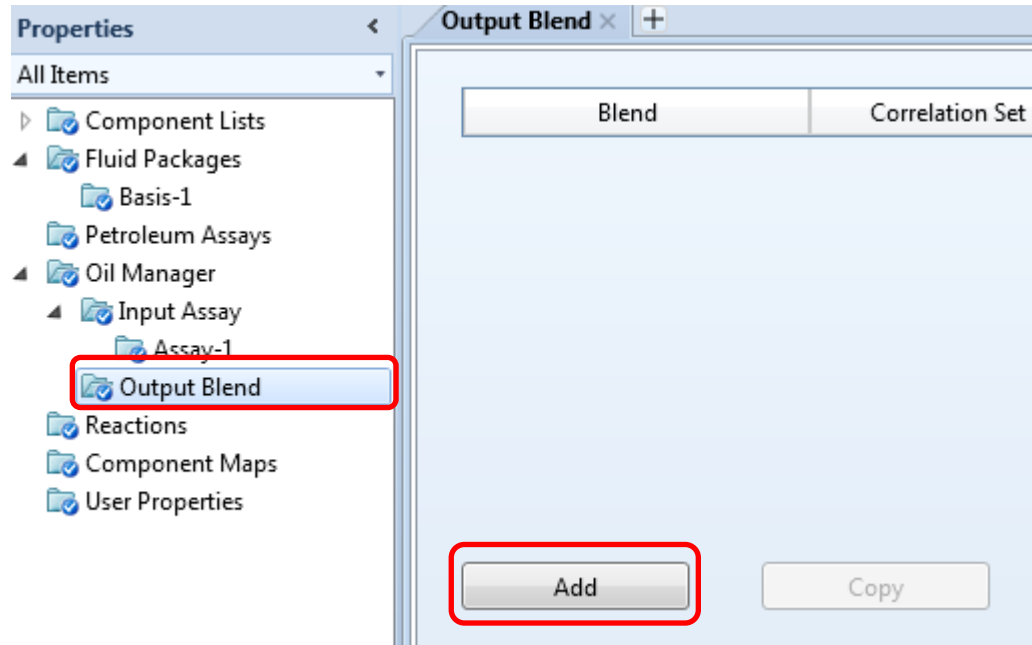 Properties
All Items
Component Lists
Fluid Packages
Basis-1
Petroleum Assays
Oil Manager
Input Assay
Assay-1
Output Blend
Reactions
Component Maps
User Properties
Output Blend
Blend Correlation Set
Add Copy